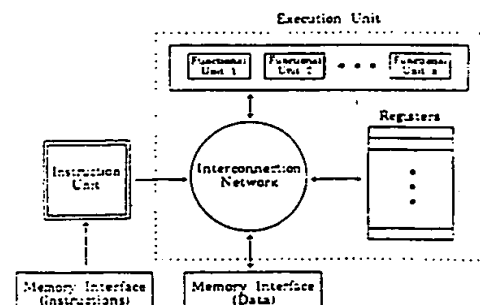 Execution Unit
Functional Unit 1
Functional Unit 2
Functional Unit n
Registers
Instruction Unit
Interconnection Network
Memory Interface (Instructions)
Memory Interface (Data)